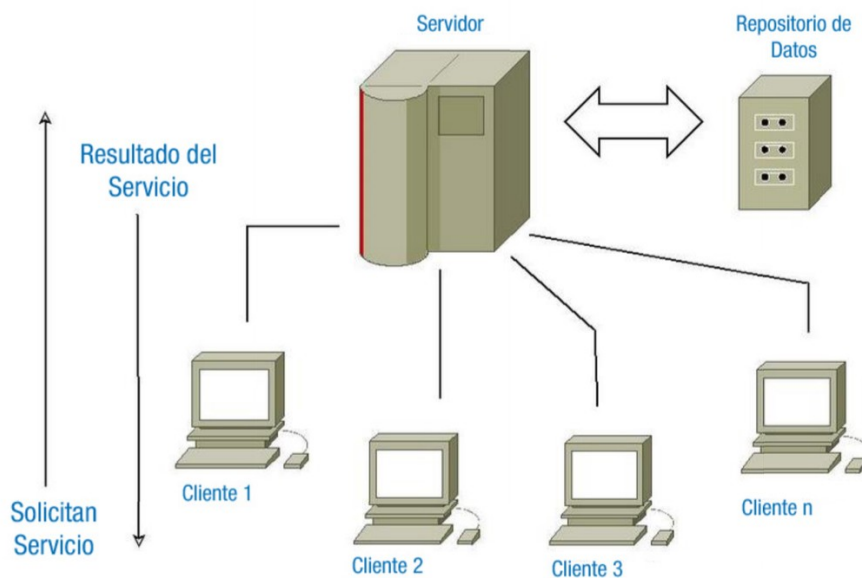 Servidor
Repositorio de
Datos
Resultado del
Servicio
Cliente 1
Cliente n
Solicitan
Servicio
Cliente 2
Cliente 3